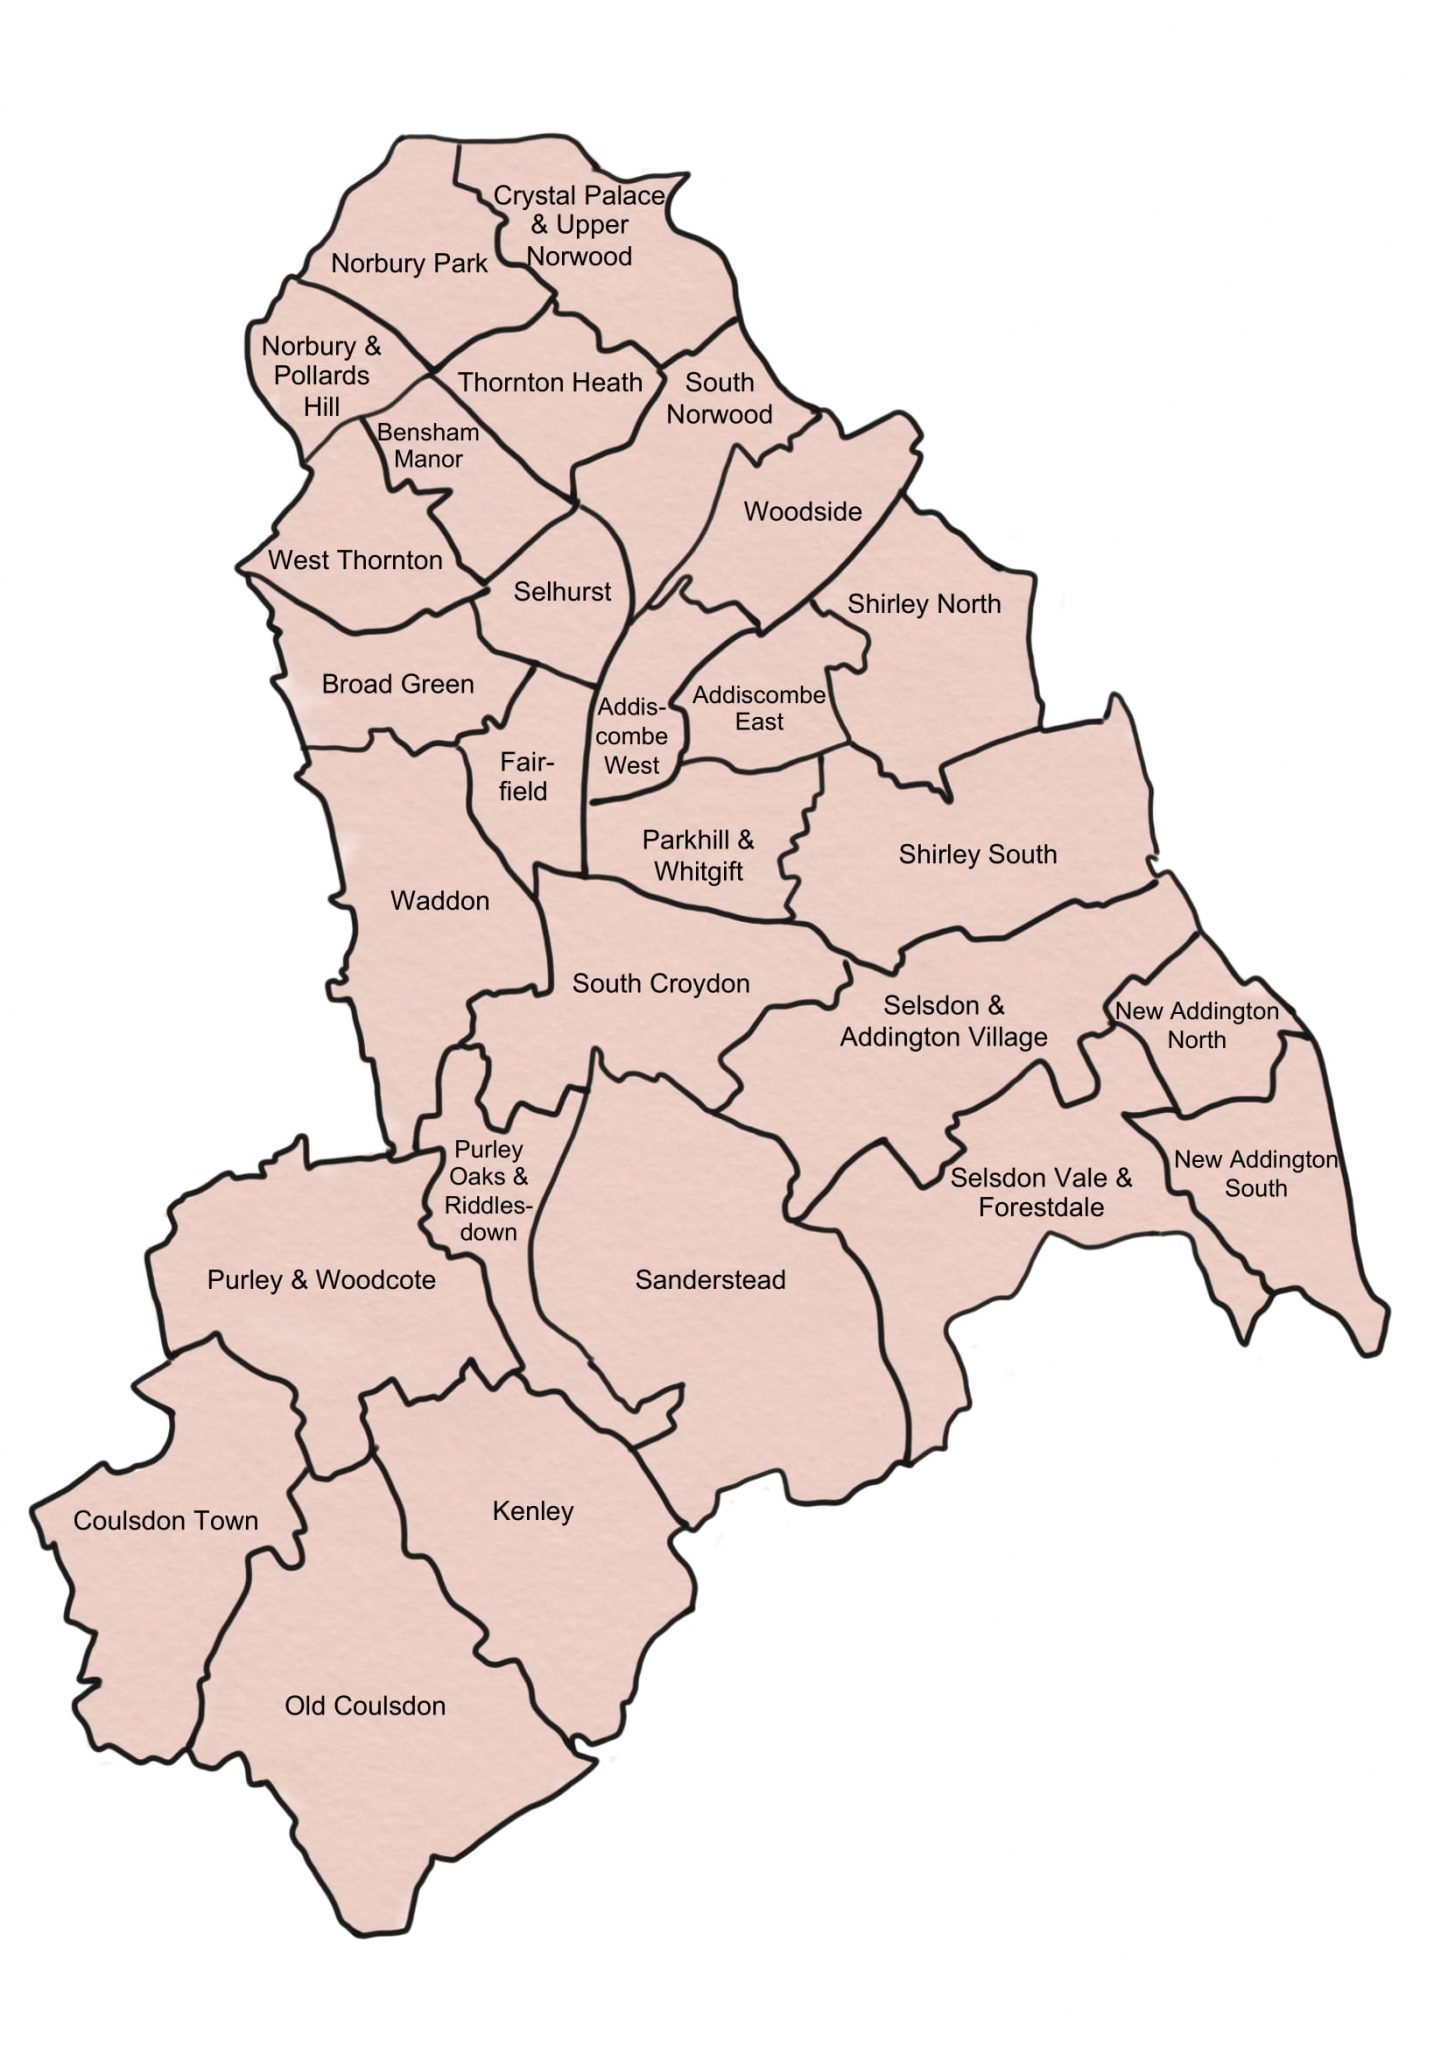 Crystal Palace
& Upper
Norwood
Norbury Park
Norbury &
Pollards
Hill
Thornton Heath
South
Norwood
Bensham
Manor
Woodside
West Thornton
Selhurst
Shirley North
Broad Green
Addiscombe
East
Addis-
combe
West
Fair-
field
Parkhill &
Whitgift
Shirley South
Waddon
South Croydon
Selsdon &
Addington Village
New Addington
North
Purley
Oaks &
Riddles-
down
Selsdon Vale &
Forestdale
New Addington
South
Purley & Woodcote
Sanderstead
Coulsdon Town
Kenley
Old Coulsdon